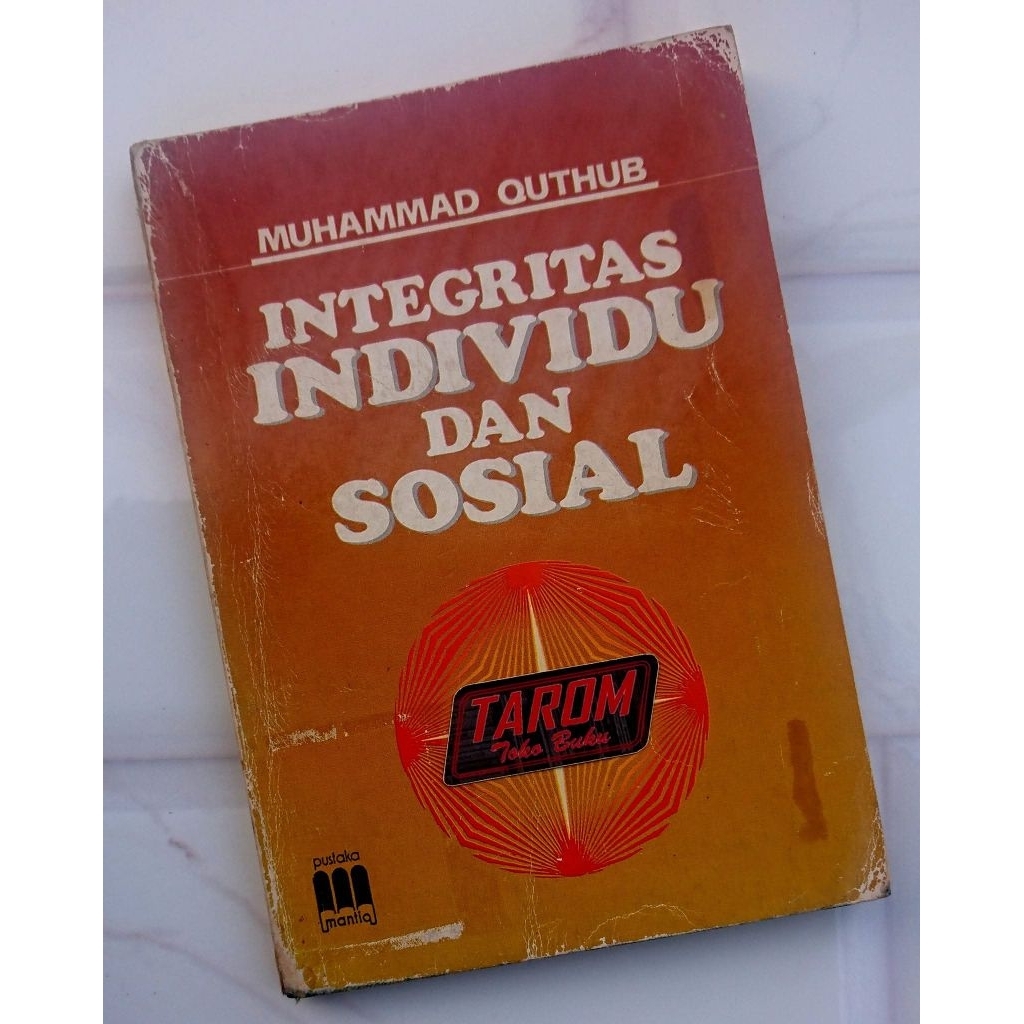 MUHAMMAD QUTHUB
INTEGRITAS
INDIVIDU
DAN
SOSIAL
TAROM
Toko Buku
pustaka
mantiq